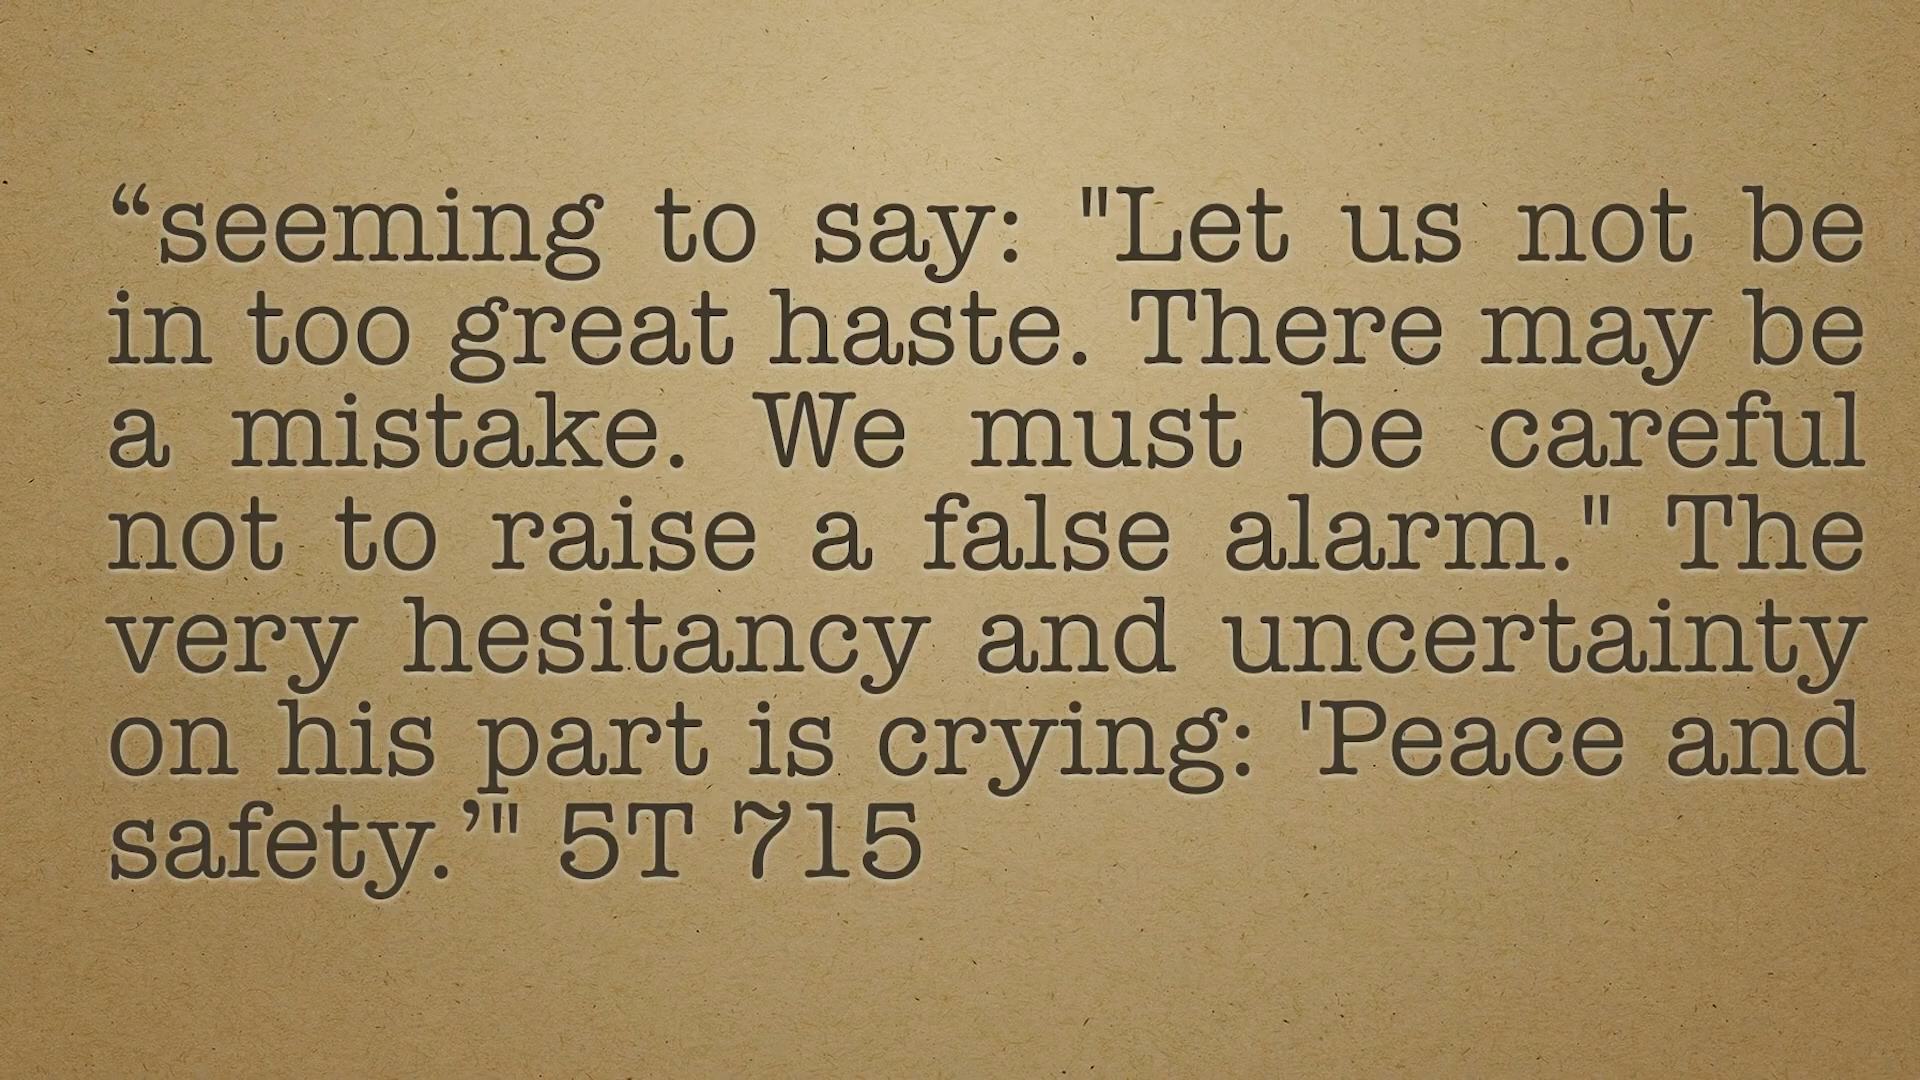 “seeming to say: "Let us not be
in too great haste. There may be
a mistake. We must be careful
not to raise a false alarm." The
very hesitancy and uncertainty
on his part is crying: 'Peace and
safety.’" 5T 715